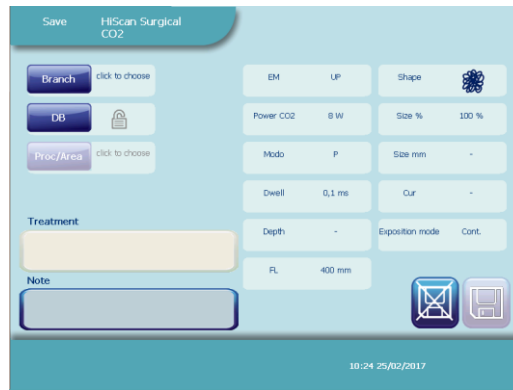 Save
HiScan Surgical
CO2
Branch
click to choose
DB
Proc/Area
click to choose
Treatment
Note
EM UP
Power CO2 8 W
Modo P
Dwell 0,1 ms
Depth -
FL 400 mm
Shape
Size % 100 %
Size mm -
Cur -
Exposition mode Cont.
10:24 25/02/2017